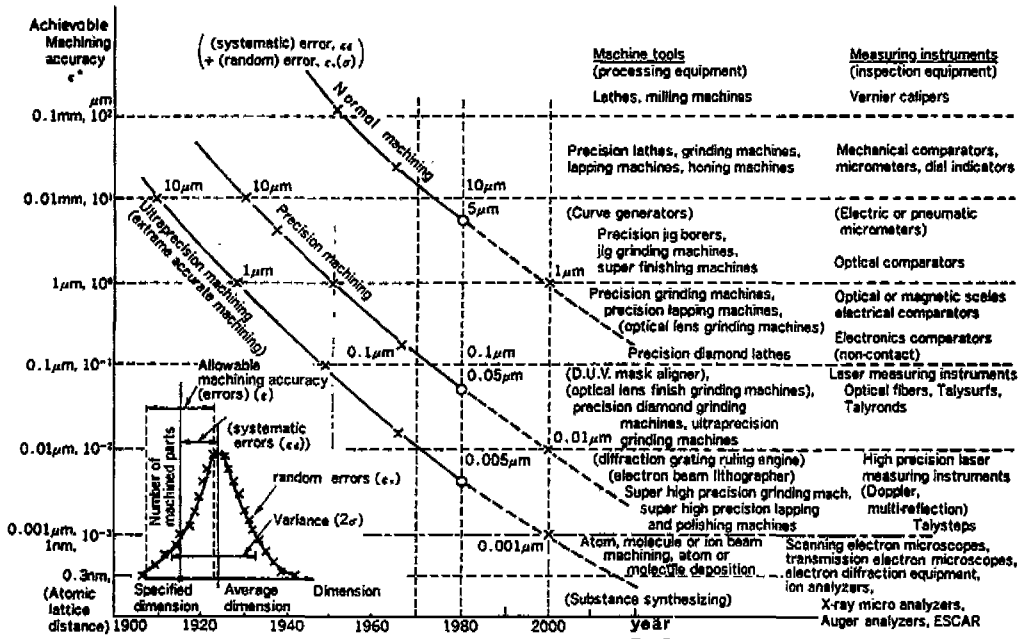 Achievable
Machining
accuracy
ε*
μm
0.1mm, 10²
0.01mm, 10¹
1μm, 10⁰
0.1μm, 10⁻¹
0.01μm, 10⁻²
0.001μm, 10⁻³
1nm,
0.3nm,
(Atomic
lattice
distance)
(systematic) error, εd
+ (random) error, εr(σ)
Normal machining
10μm
10μm
Precision machining
Ultraprecision machining
(extreme accurate machining)
1μm
10μm
5μm
1μm
0.1μm
0.1μm
0.05μm
0.01μm
0.005μm
0.001μm
Allowable
machining accuracy
(errors) (ε)
(systematic
errors (εd))
Number of
machined parts
random errors (εr)
Variance (2σ)
Specified
dimension
Average
dimension
Dimension
1900
1920
1940
1960
1980
2000
year
Machine tools
(processing equipment)
Lathes, milling machines
Precision lathes, grinding machines,
lapping machines, honing machines
(Curve generators)
Precision jig borers,
jig grinding machines,
super finishing machines
Precision grinding machines,
precision lapping machines,
(optical lens grinding machines)
Precision diamond lathes
(D.U.V. mask aligner),
(optical lens finish grinding machines),
precision diamond grinding
machines, ultraprecision
grinding machines
(diffraction grating ruling engine)
(electron beam lithographer)
Super high precision grinding mach,
super high precision lapping
and polishing machines
Atom, molecule or ion beam
machining, atom or
molecule deposition
(Substance synthesizing)
Measuring instruments
(inspection equipment)
Vernier calipers
Mechanical comparators,
micrometers, dial indicators
(Electric or pneumatic
micrometers)
Optical comparators
Optical or magnetic scales
electrical comparators
Electronics comparators
(non-contact)
Laser measuring instruments
Optical fibers, Talysurfs,
Talyronds
High precision laser
measuring instruments
(Doppler,
multi-reflection)
Talysteps
Scanning electron microscopes,
transmission electron microscopes,
electron diffraction equipment,
ion analyzers,
X-ray micro analyzers,
Auger analyzers, ESCAR